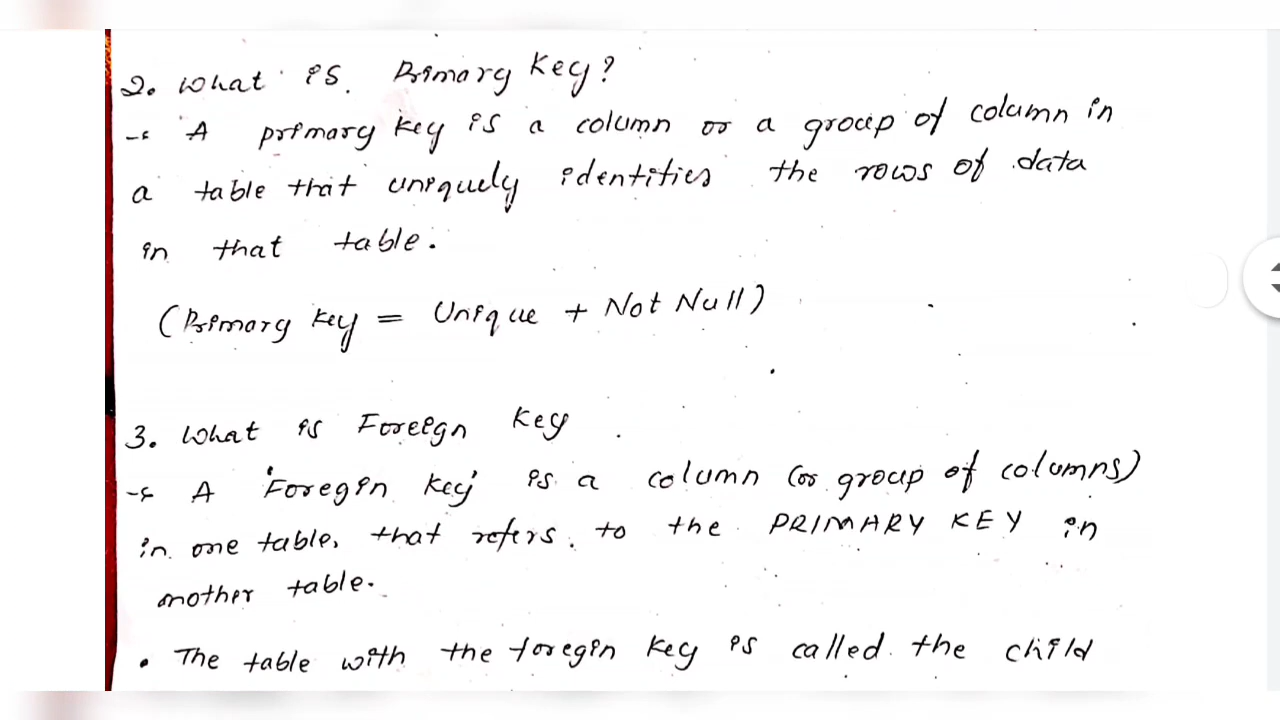 2. What is Primary Key?
-: A primary key is a column or a group of column in
a table that uniquely identifies the rows of data
in that table.
(Primary key = Unique + Not Null)
3. What is Foreign Key
-: A 'Foregin key' is a column (or group of columns)
in one table, that refers to the PRIMARY KEY in
another table.
• The table with the foregin key is called the child